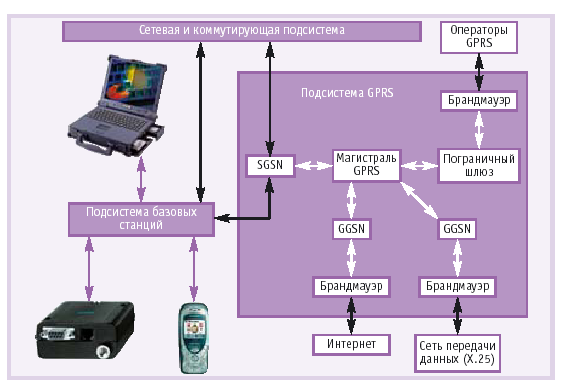 Сетевая и коммутирующая подсистема
Операторы
GPRS
Подсистема GPRS
Брандмауэр
SGSN
Магистраль
GPRS
Пограничный
шлюз
Подсистема базовых
станций
GGSN
GGSN
Брандмауэр
Брандмауэр
Интернет
Сеть передачи
данных (X.25)